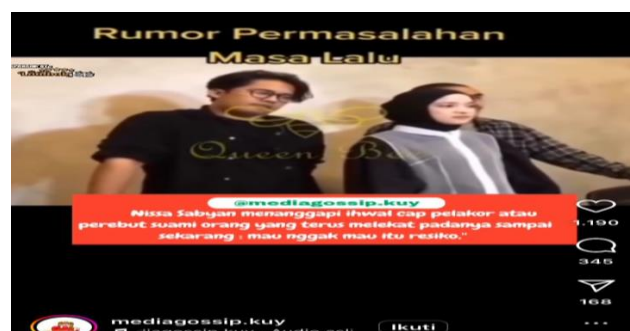 Rumor Permasalahan
Masa Lalu
Queen Be
@mediagossip.kuy
Nissa Sabyan menanggapi ihwal cap pelakor atau
perebut suami orang yang terus melekat padanya sampai
sekarang : mau nggak mau itu resiko."
1.190
345
168
mediagossip.kuy
Ikuti